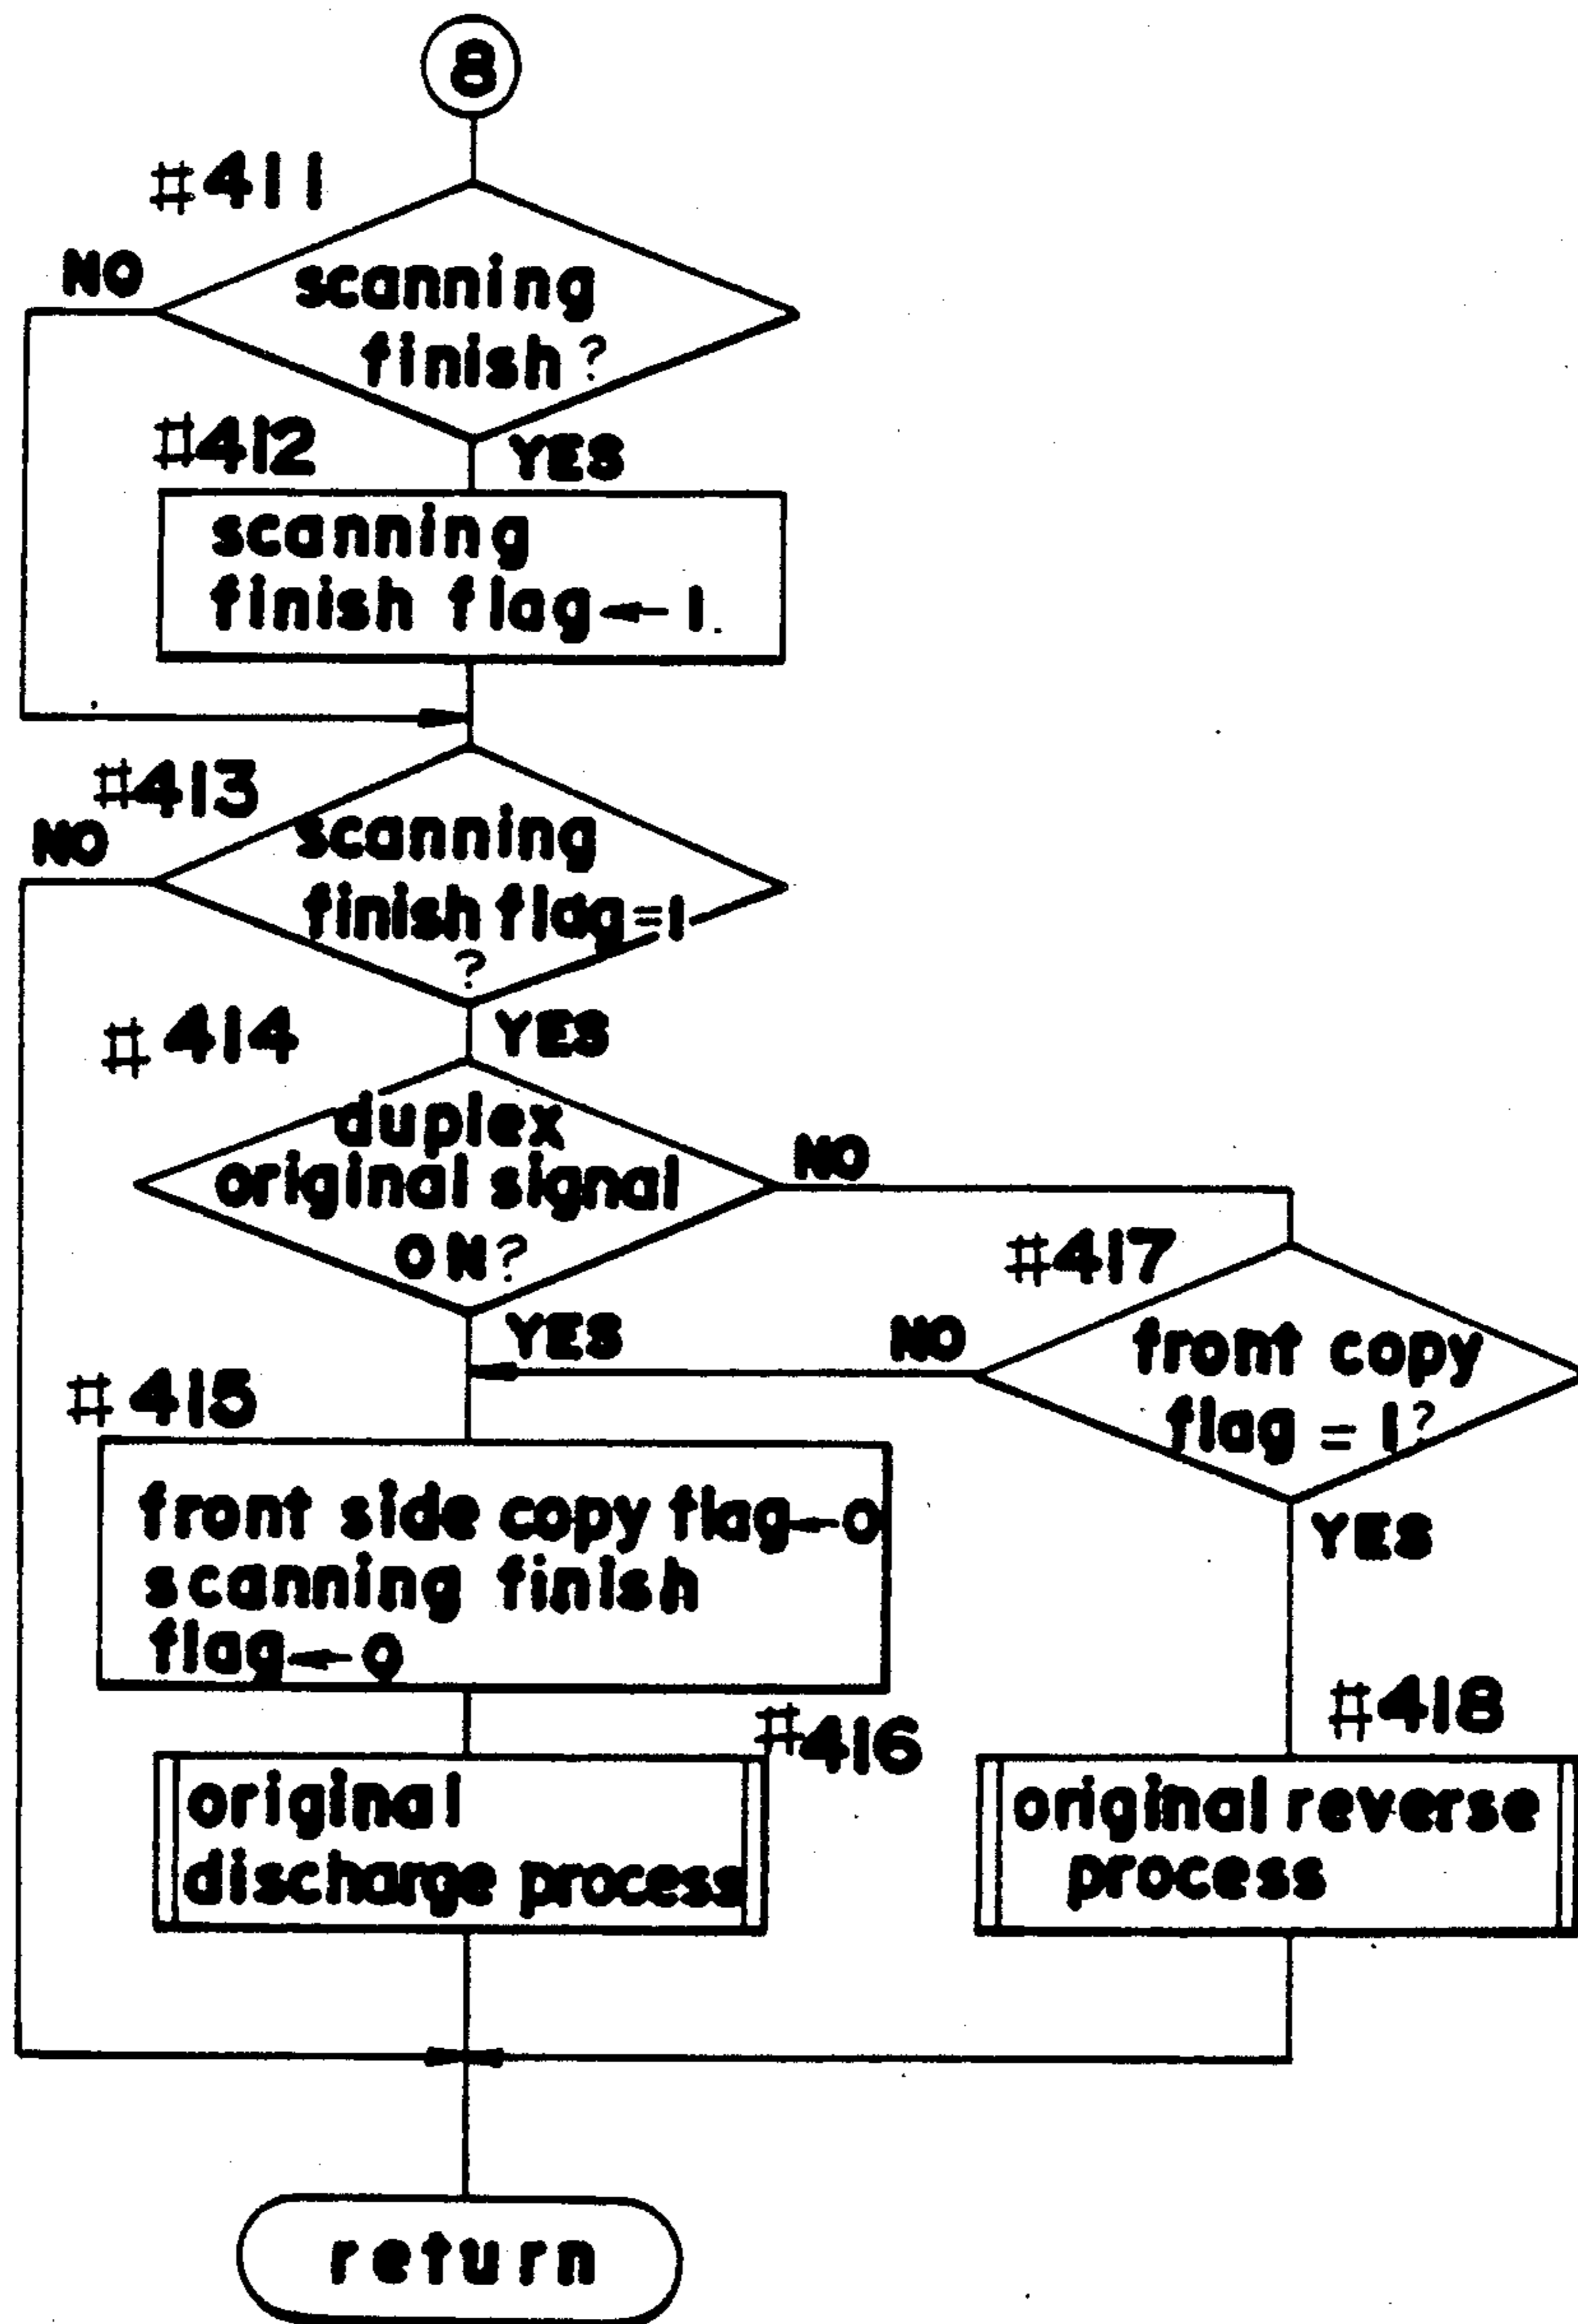 8
#411
NO
scanning
finish?
#412
YES
scanning
finish flag←1.
#413
NO
scanning
finish flag=1
?
#414
YES
duplex
original signal
ON?
NO
#417
YES
NO
front copy
flag = 1?
#415
front side copy flag←0
scanning finish
flag←0
YES
#416
#418
original
discharge process
original reverse
process
return